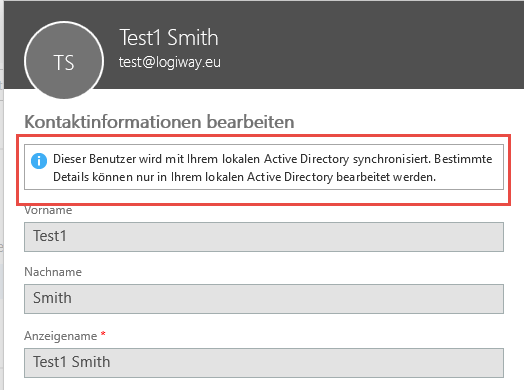 TS
Test1 Smith
test@logiway.eu
Kontaktinformationen bearbeiten
Dieser Benutzer wird mit Ihrem lokalen Active Directory synchronisiert. Bestimmte
Details können nur in Ihrem lokalen Active Directory bearbeitet werden.
Vorname
Test1
Nachname
Smith
Anzeigename *
Test1 Smith